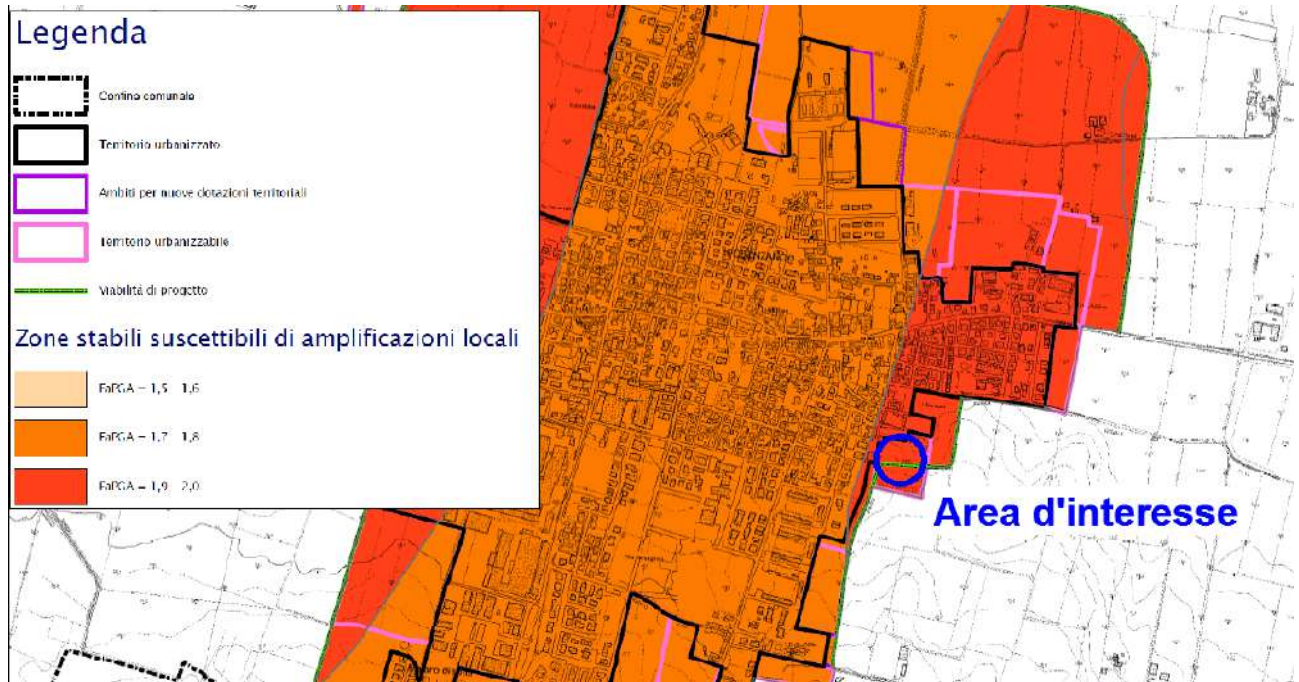 Legenda
Confine comunale
Territorio urbanizzato
Ambiti per nuove dotazioni territoriali
Territorio urbanizzabile
Viabilità di progetto
Zone stabili suscettibili di amplificazioni locali
FaPGA = 1,5 1,6
FaPGA = 1,7 1,8
FaPGA = 1,9 2,0
Area d'interesse